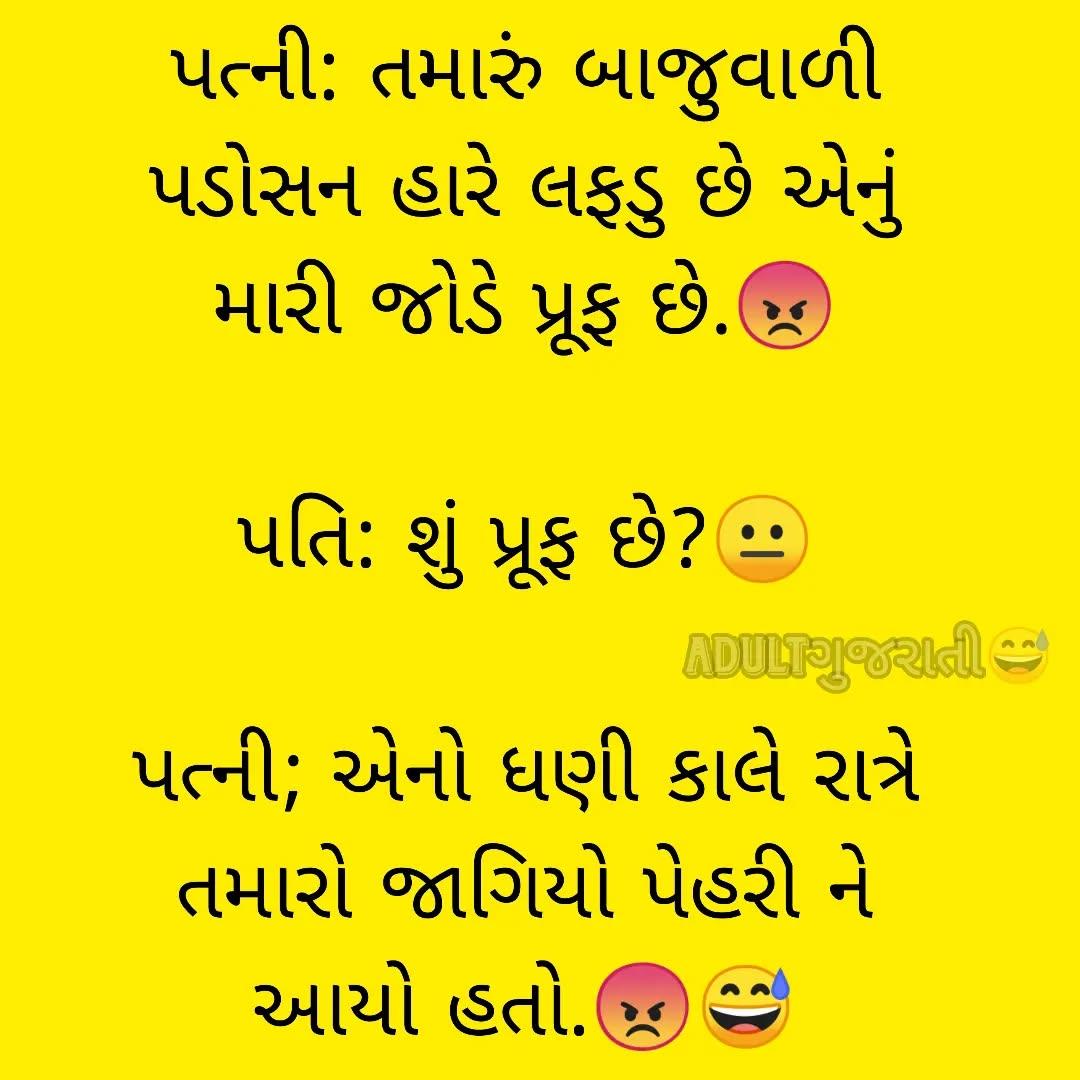 પત્ની: તમારું બાજુવાળી
પડોસન હારે લફડુ છે એનું
મારી જોડે પ્રૂફ છે.😡
પતિ: શું પ્રૂફ છે?😐
ADULTગુજરાતી😅
પત્ની; એનો ધણી કાલે રાત્રે
તમારો જાગિયો પેહરી ને
આયો હતો.😡😅